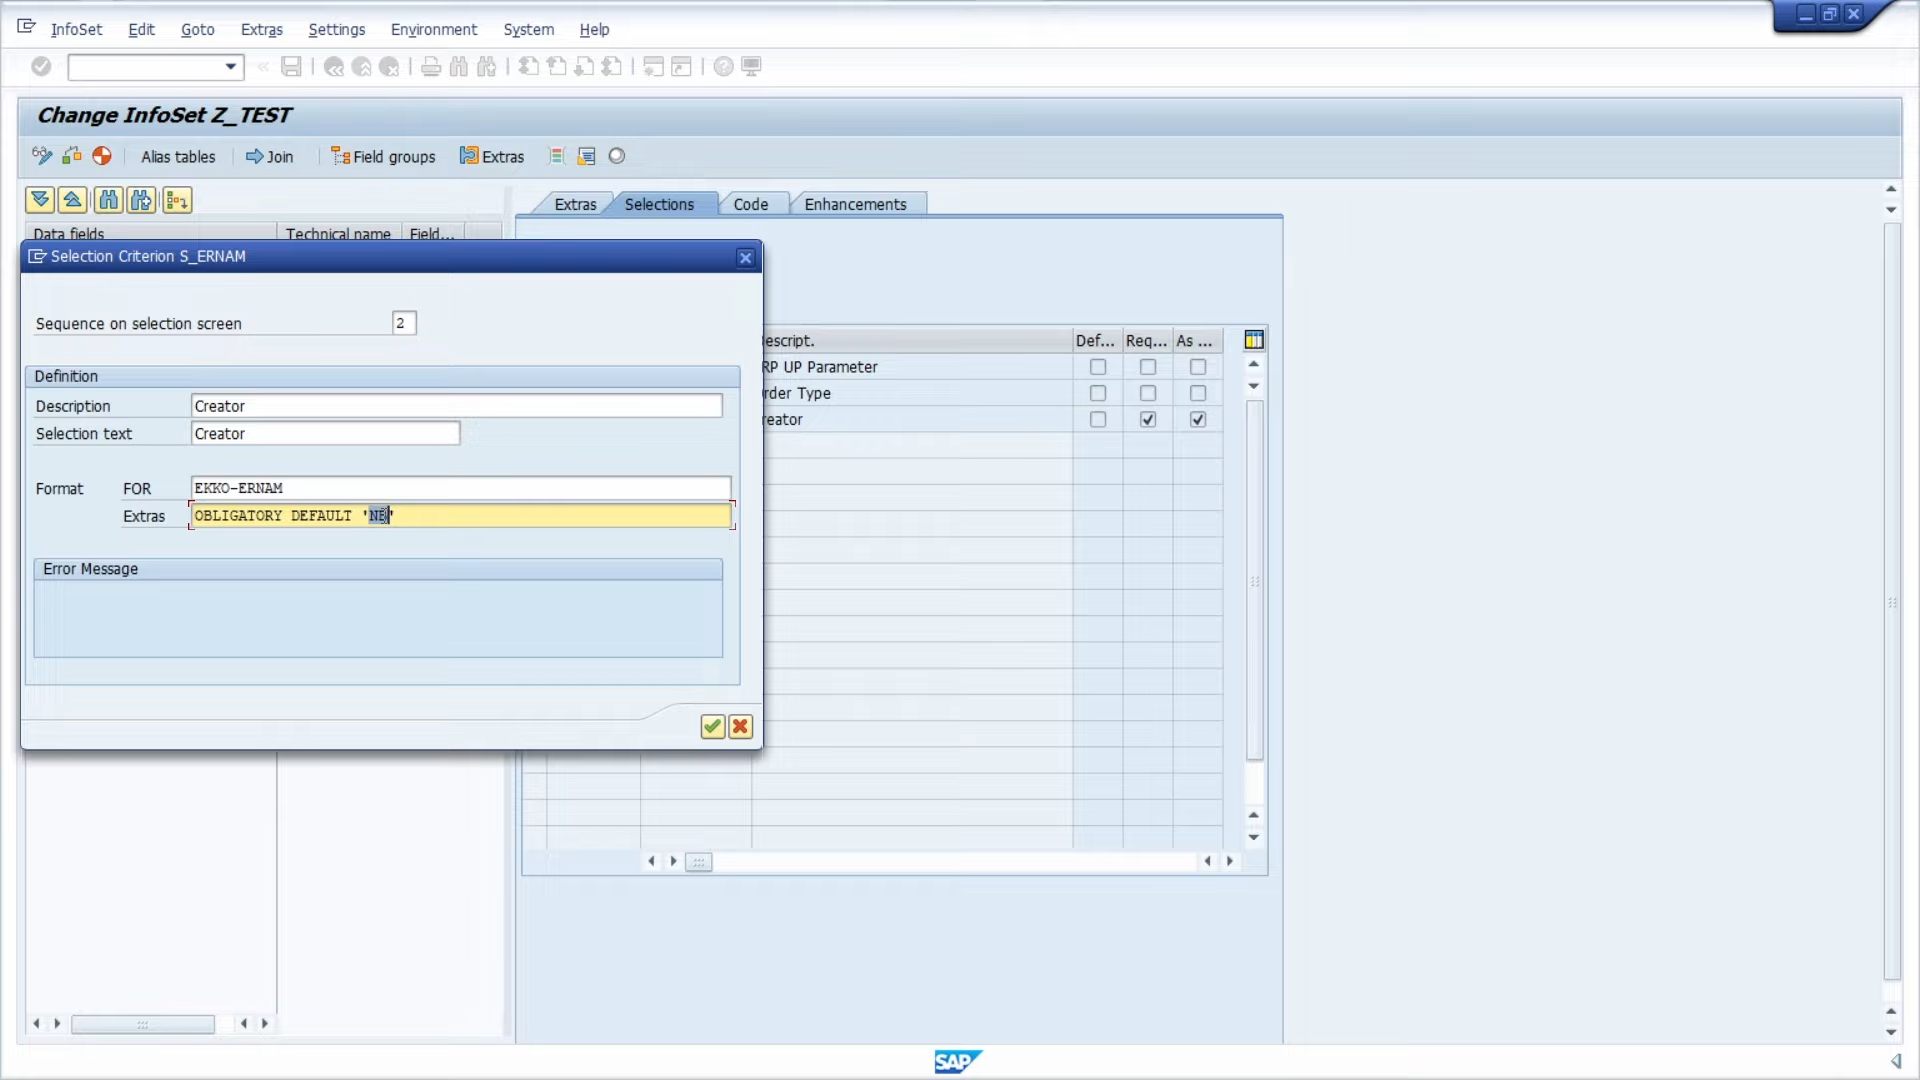 InfoSet Edit Goto Extras Settings Environment System Help
Change InfoSet Z_TEST
Alias tables Join Field groups Extras
Extras Selections Code Enhancements
Data fields Technical name Field...
Selection Criterion S_ERNAM
Sequence on selection screen 2
Definition
Description Creator
Selection text Creator
Format FOR EKKO-ERNAM
Extras OBLIGATORY DEFAULT 'NB'
Error Message
escript. Def... Req... As ...
RP UP Parameter
rder Type
reator
SAP